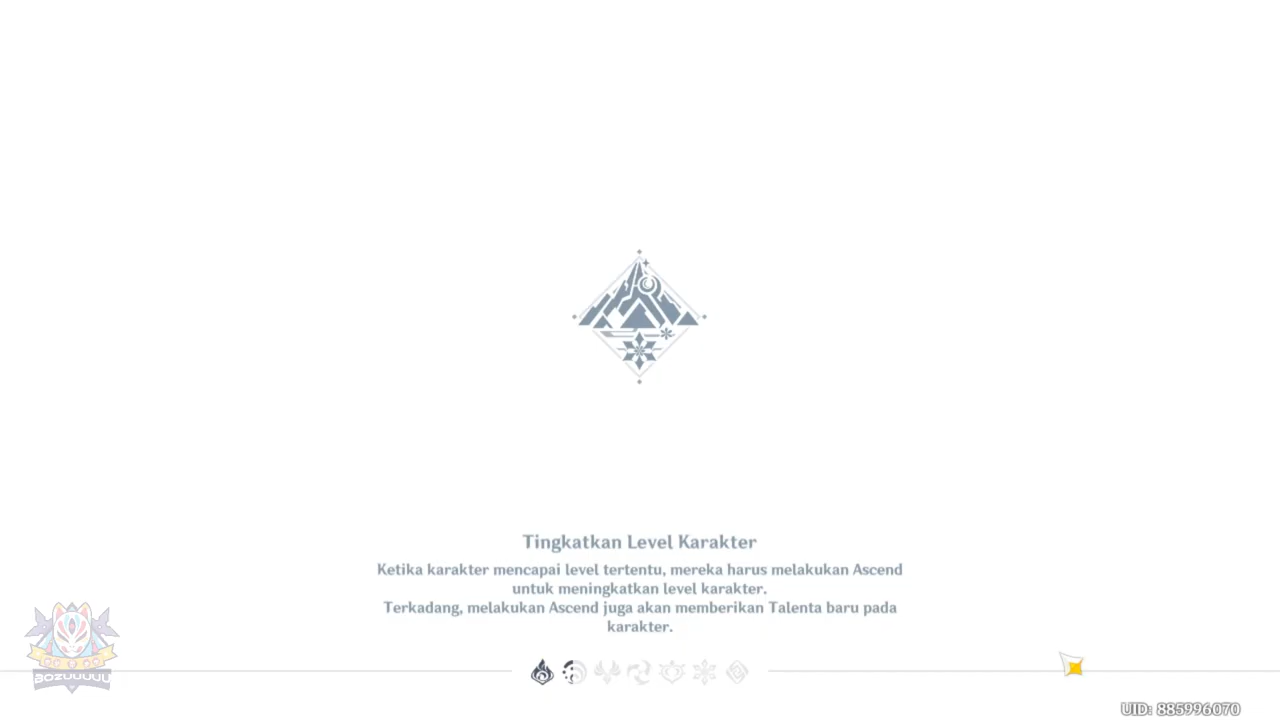 Tingkatkan Level Karakter
Ketika karakter mencapai level tertentu, mereka harus melakukan Ascend
untuk meningkatkan level karakter.
Terkadang, melakukan Ascend juga akan memberikan Talenta baru pada
karakter.
BOZUUUUU
UID: 885996070